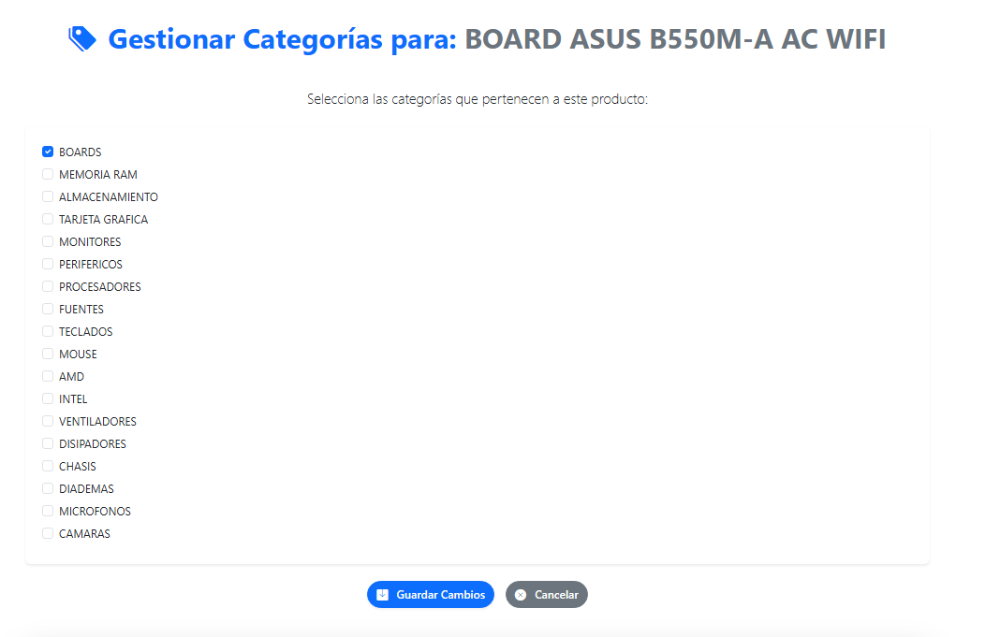 Gestionar Categorías para: BOARD ASUS B550M-A AC WIFI
Selecciona las categorías que pertenecen a este producto:
BOARDS
MEMORIA RAM
ALMACENAMIENTO
TARJETA GRAFICA
MONITORES
PERIFERICOS
PROCESADORES
FUENTES
TECLADOS
MOUSE
AMD
INTEL
VENTILADORES
DISIPADORES
CHASIS
DIADEMAS
MICROFONOS
CAMARAS
Guardar Cambios
Cancelar